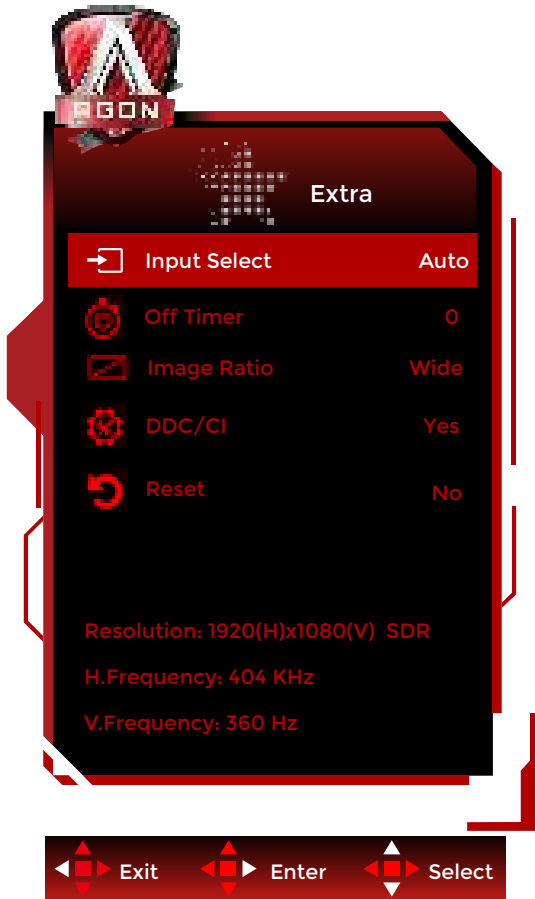 AGON
Extra
Input Select Auto
Off Timer 0
Image Ratio Wide
DDC/CI Yes
Reset No
Resolution: 1920(H)x1080(V) SDR
H.Frequency: 404 KHz
V.Frequency: 360 Hz
Exit Enter Select